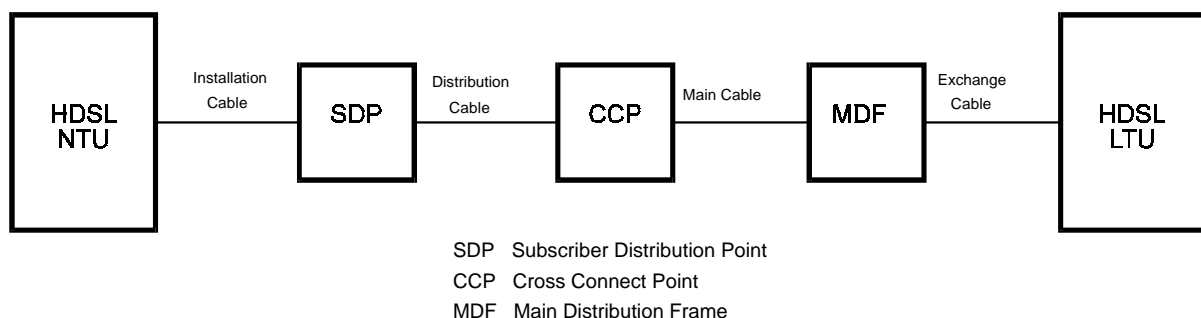 HDSL
NTU
Installation
Cable
SDP
Distribution
Cable
CCP
Main Cable
MDF
Exchange
Cable
HDSL
LTU
SDP Subscriber Distribution Point
CCP Cross Connect Point
MDF Main Distribution Frame